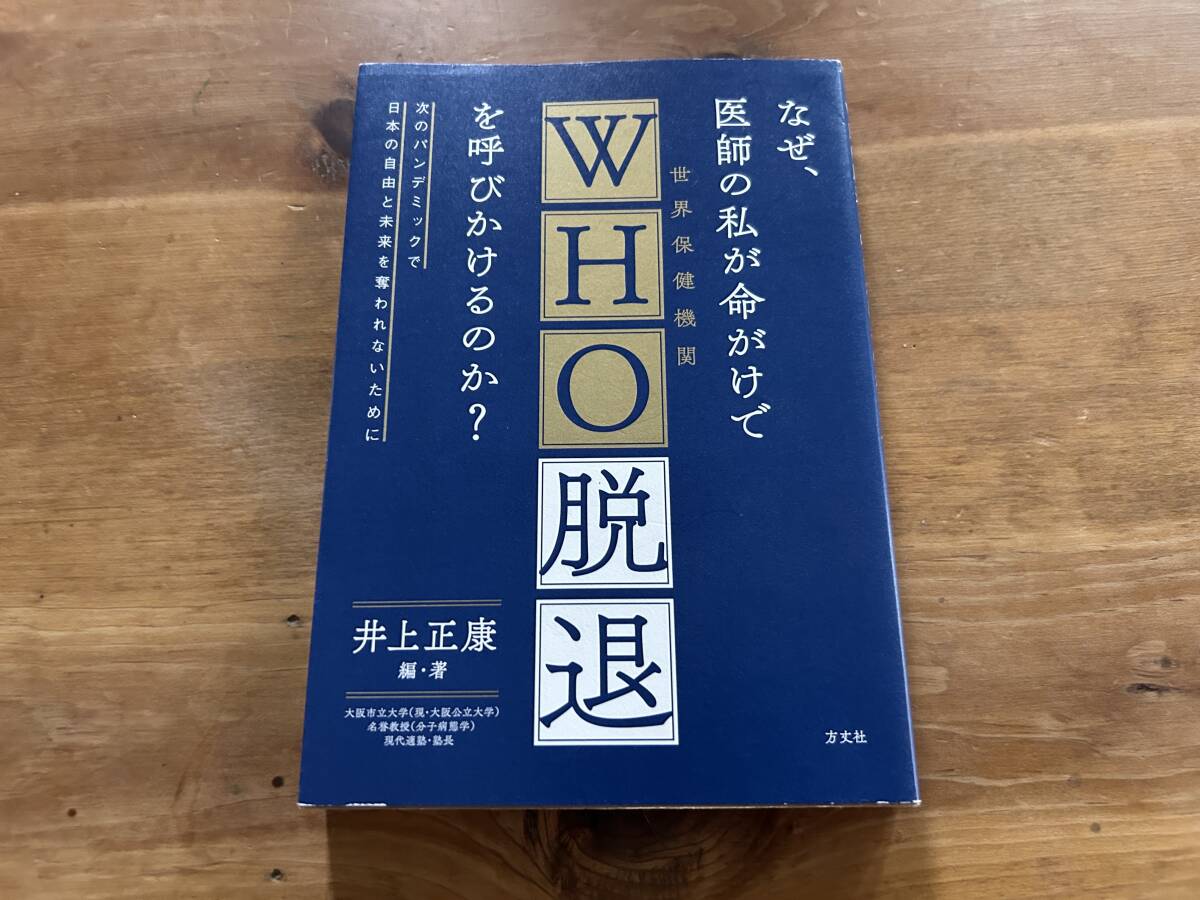 なぜ、
医師の私が命がけで
世界保健機関
WHO脱退
を呼びかけるのか?
次のパンデミックで
日本の自由と未来を奪われないために
井上正康
編・著
大阪市立大学(現・大阪公立大学)
名誉教授(分子病態学)
現代適塾・塾長
方丈社